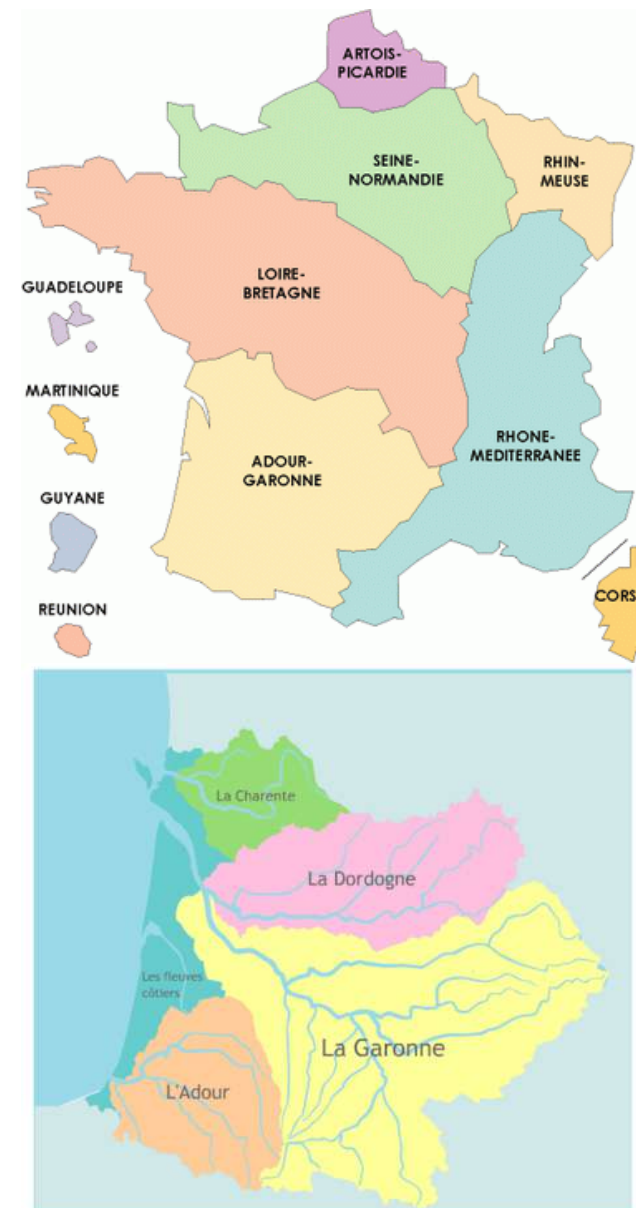 ARTOIS-
PICARDIE
SEINE-
NORMANDIE
RHIN-
MEUSE
LOIRE-
BRETAGNE
GUADELOUPE
MARTINIQUE
ADOUR-
GARONNE
RHONE-
MEDITERRANEE
GUYANE
REUNION
CORS
La Charente
La Dordogne
Les fleuves
côtiers
La Garonne
L'Adour